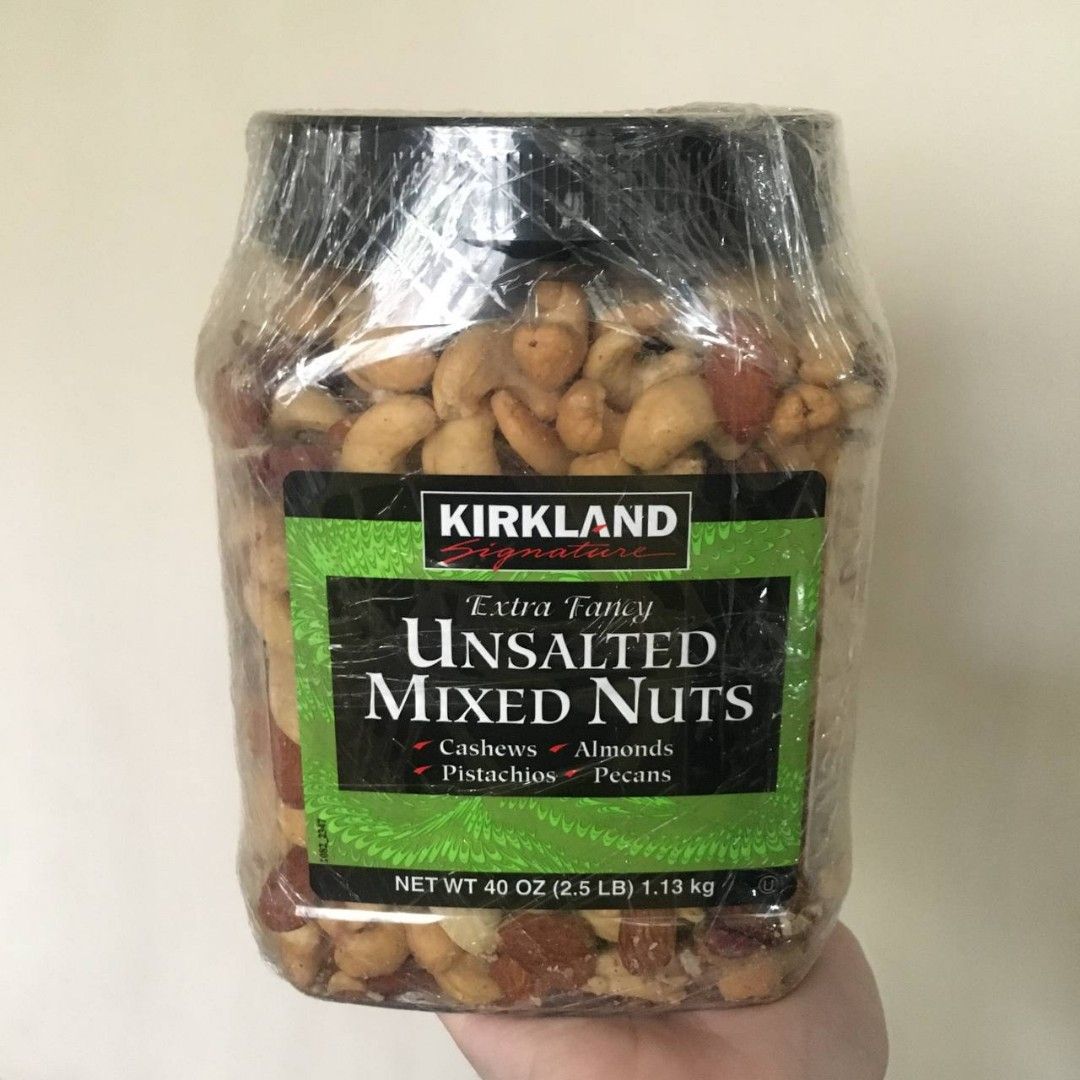 KIRKLAND
Signature
Extra Fancy
UNSALTED
MIXED NUTS
Cashews Almonds
Pistachios Pecans
NET WT 40 OZ (2.5 LB) 1.13 kg
U